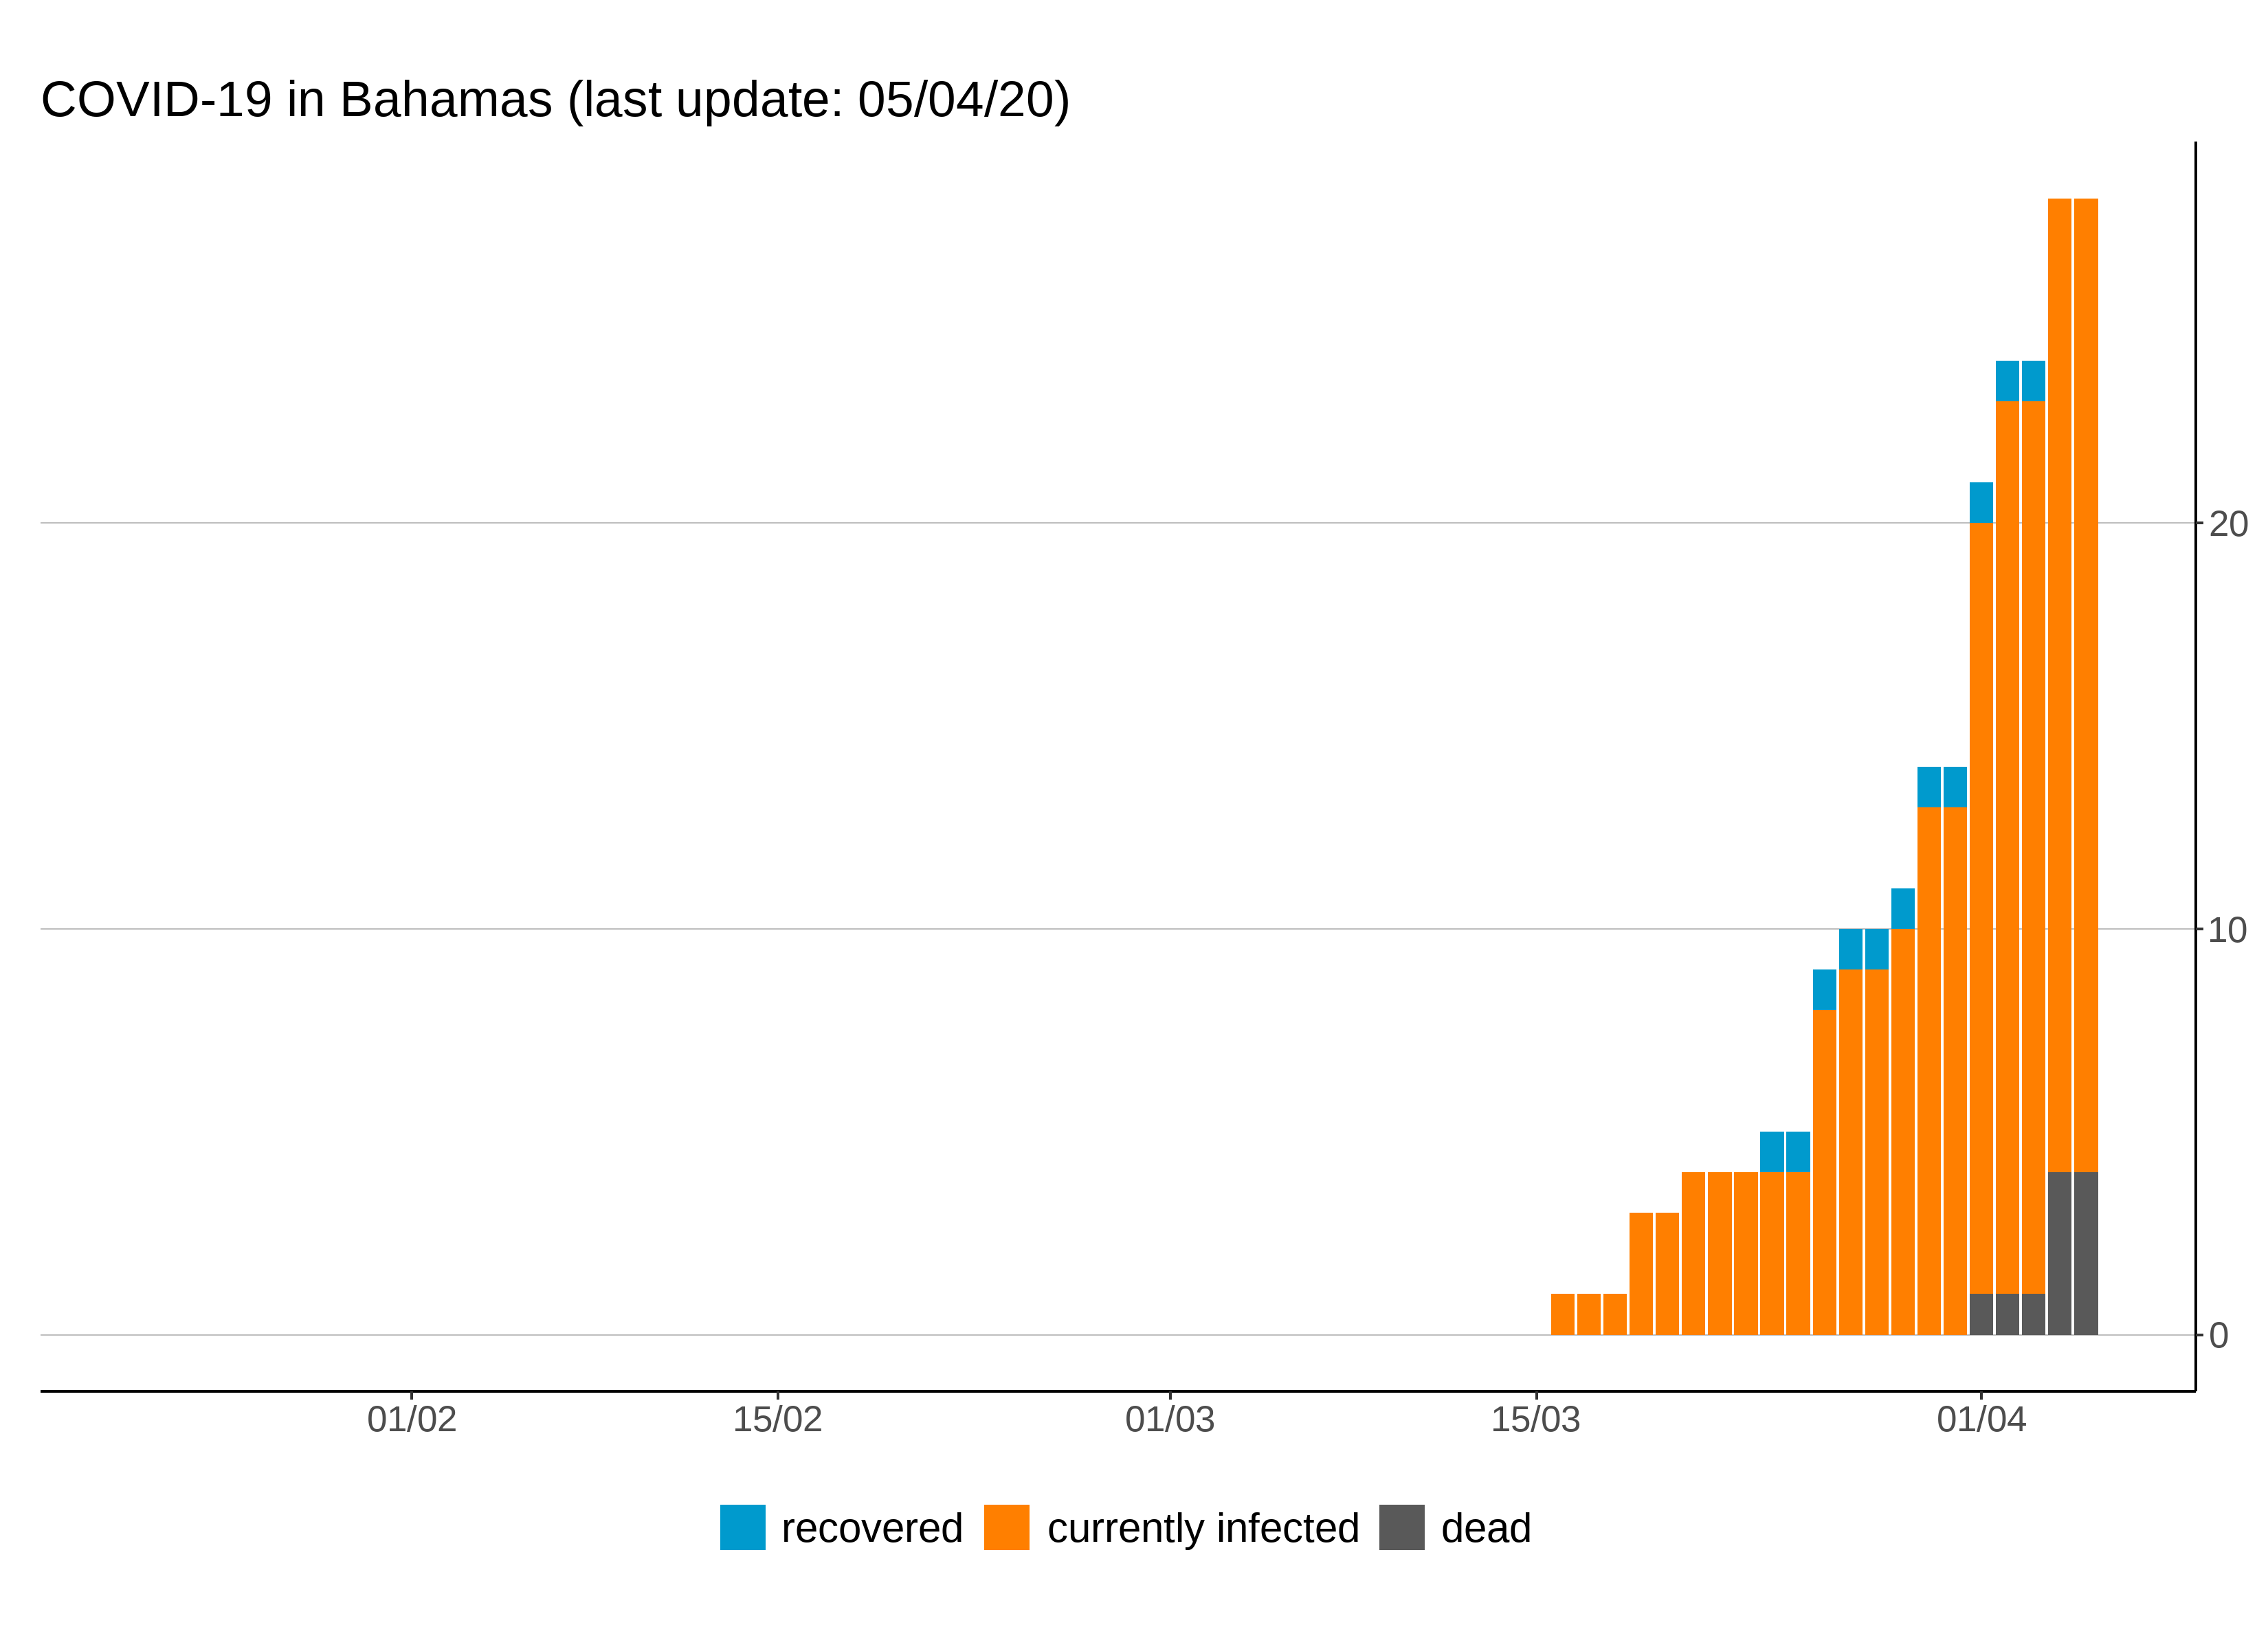 COVID-19 in Bahamas (last update: 05/04/20)
20
10
0
01/02 15/02 01/03 15/03 01/04
recovered currently infected dead